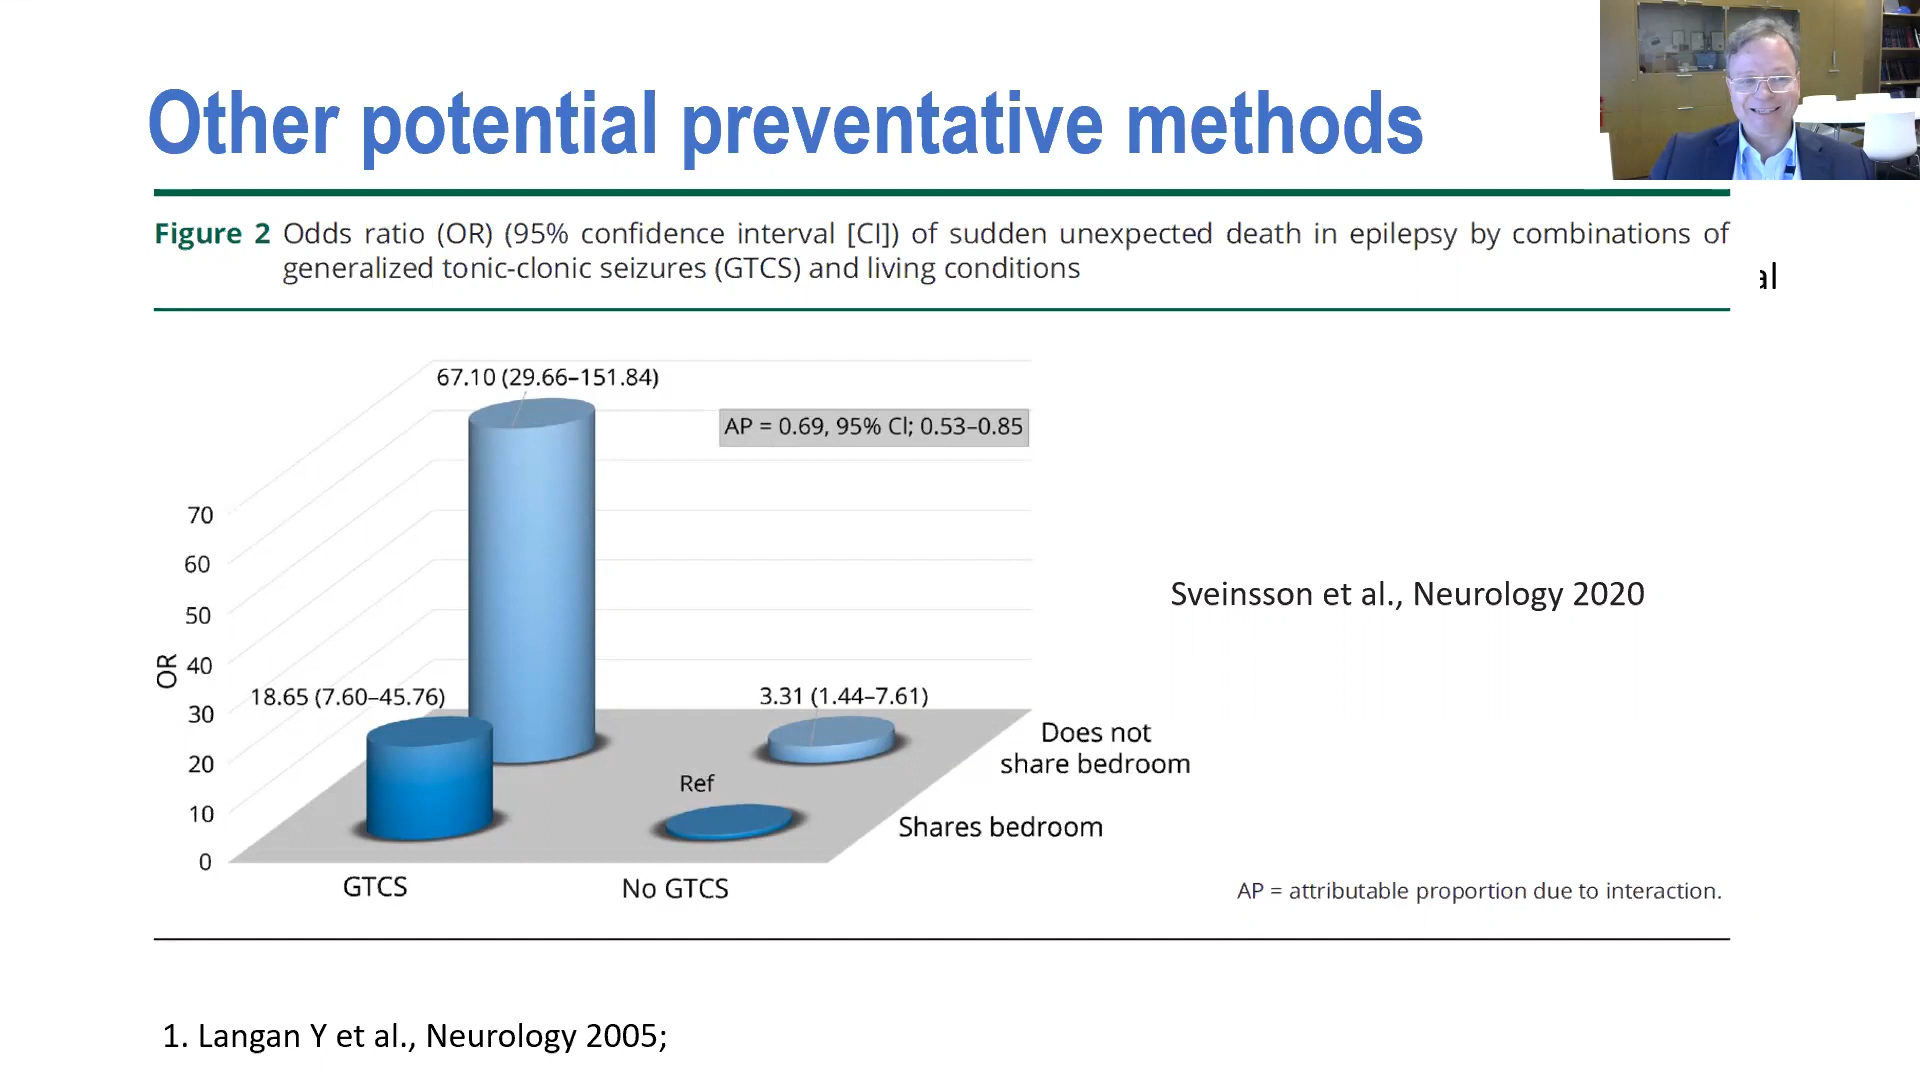 Other potential preventative methods
Figure 2 Odds ratio (OR) (95% confidence interval [CI]) of sudden unexpected death in epilepsy by combinations of
generalized tonic-clonic seizures (GTCS) and living conditions
al
67.10 (29.66–151.84)
AP = 0.69, 95% CI; 0.53–0.85
70
60
50
40
30
20
10
0
OR
18.65 (7.60–45.76)
3.31 (1.44–7.61)
Ref
Does not
share bedroom
Shares bedroom
GTCS
No GTCS
Sveinsson et al., Neurology 2020
AP = attributable proportion due to interaction.
1. Langan Y et al., Neurology 2005;